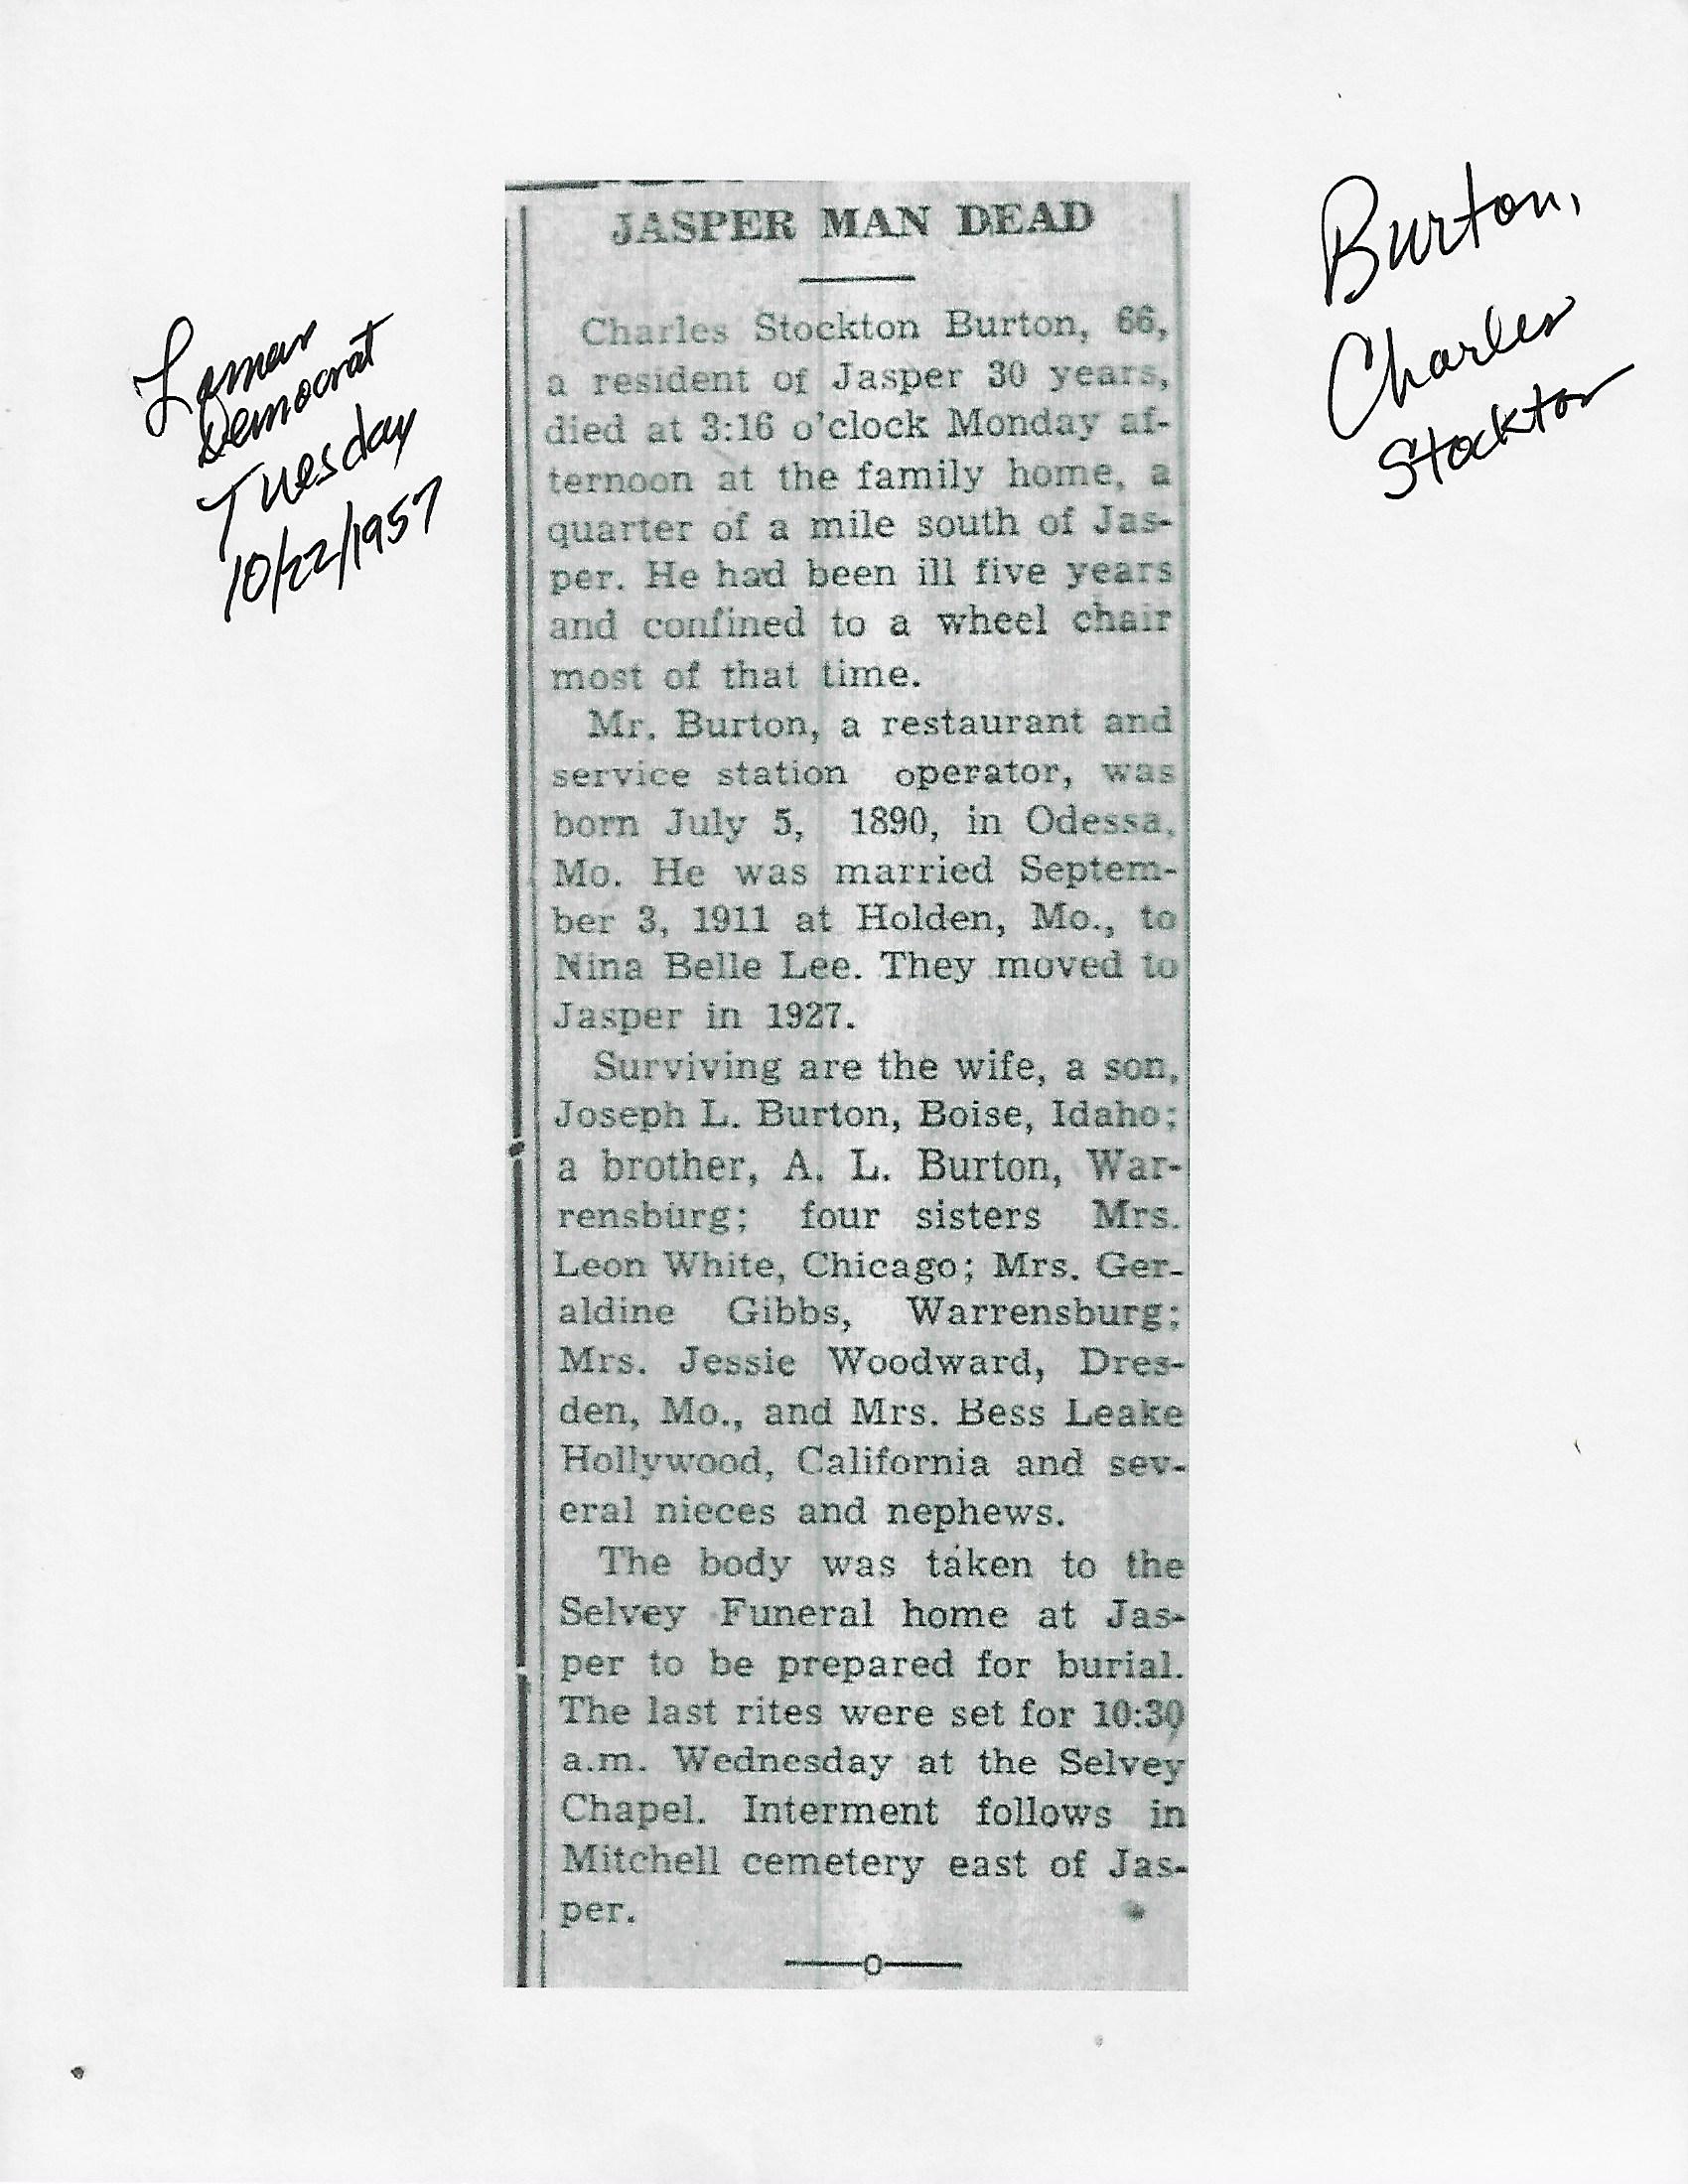 Lamar
Democrat
Tuesday
10/22/1957
Burton,
Charles
Stockton
JASPER MAN DEAD
Charles Stockton Burton, 66,
a resident of Jasper 30 years,
died at 3:16 o'clock Monday af-
ternoon at the family home, a
quarter of a mile south of Jas-
per. He had been ill five years
and confined to a wheel chair
most of that time.
Mr. Burton, a restaurant and
service station operator, was
born July 5, 1890, in Odessa,
Mo. He was married Septem-
ber 3, 1911 at Holden, Mo., to
Nina Belle Lee. They moved to
Jasper in 1927.
Surviving are the wife, a son,
Joseph L. Burton, Boise, Idaho;
a brother, A. L. Burton, War-
rensburg; four sisters Mrs.
Leon White, Chicago; Mrs. Ger-
aldine Gibbs, Warrensburg;
Mrs. Jessie Woodward, Dres-
den, Mo., and Mrs. Bess Leake
Hollywood, California and sev-
eral nieces and nephews.
The body was taken to the
Selvey Funeral home at Jas-
per to be prepared for burial.
The last rites were set for 10:30
a.m. Wednesday at the Selvey
Chapel. Interment follows in
Mitchell cemetery east of Jas-
per.